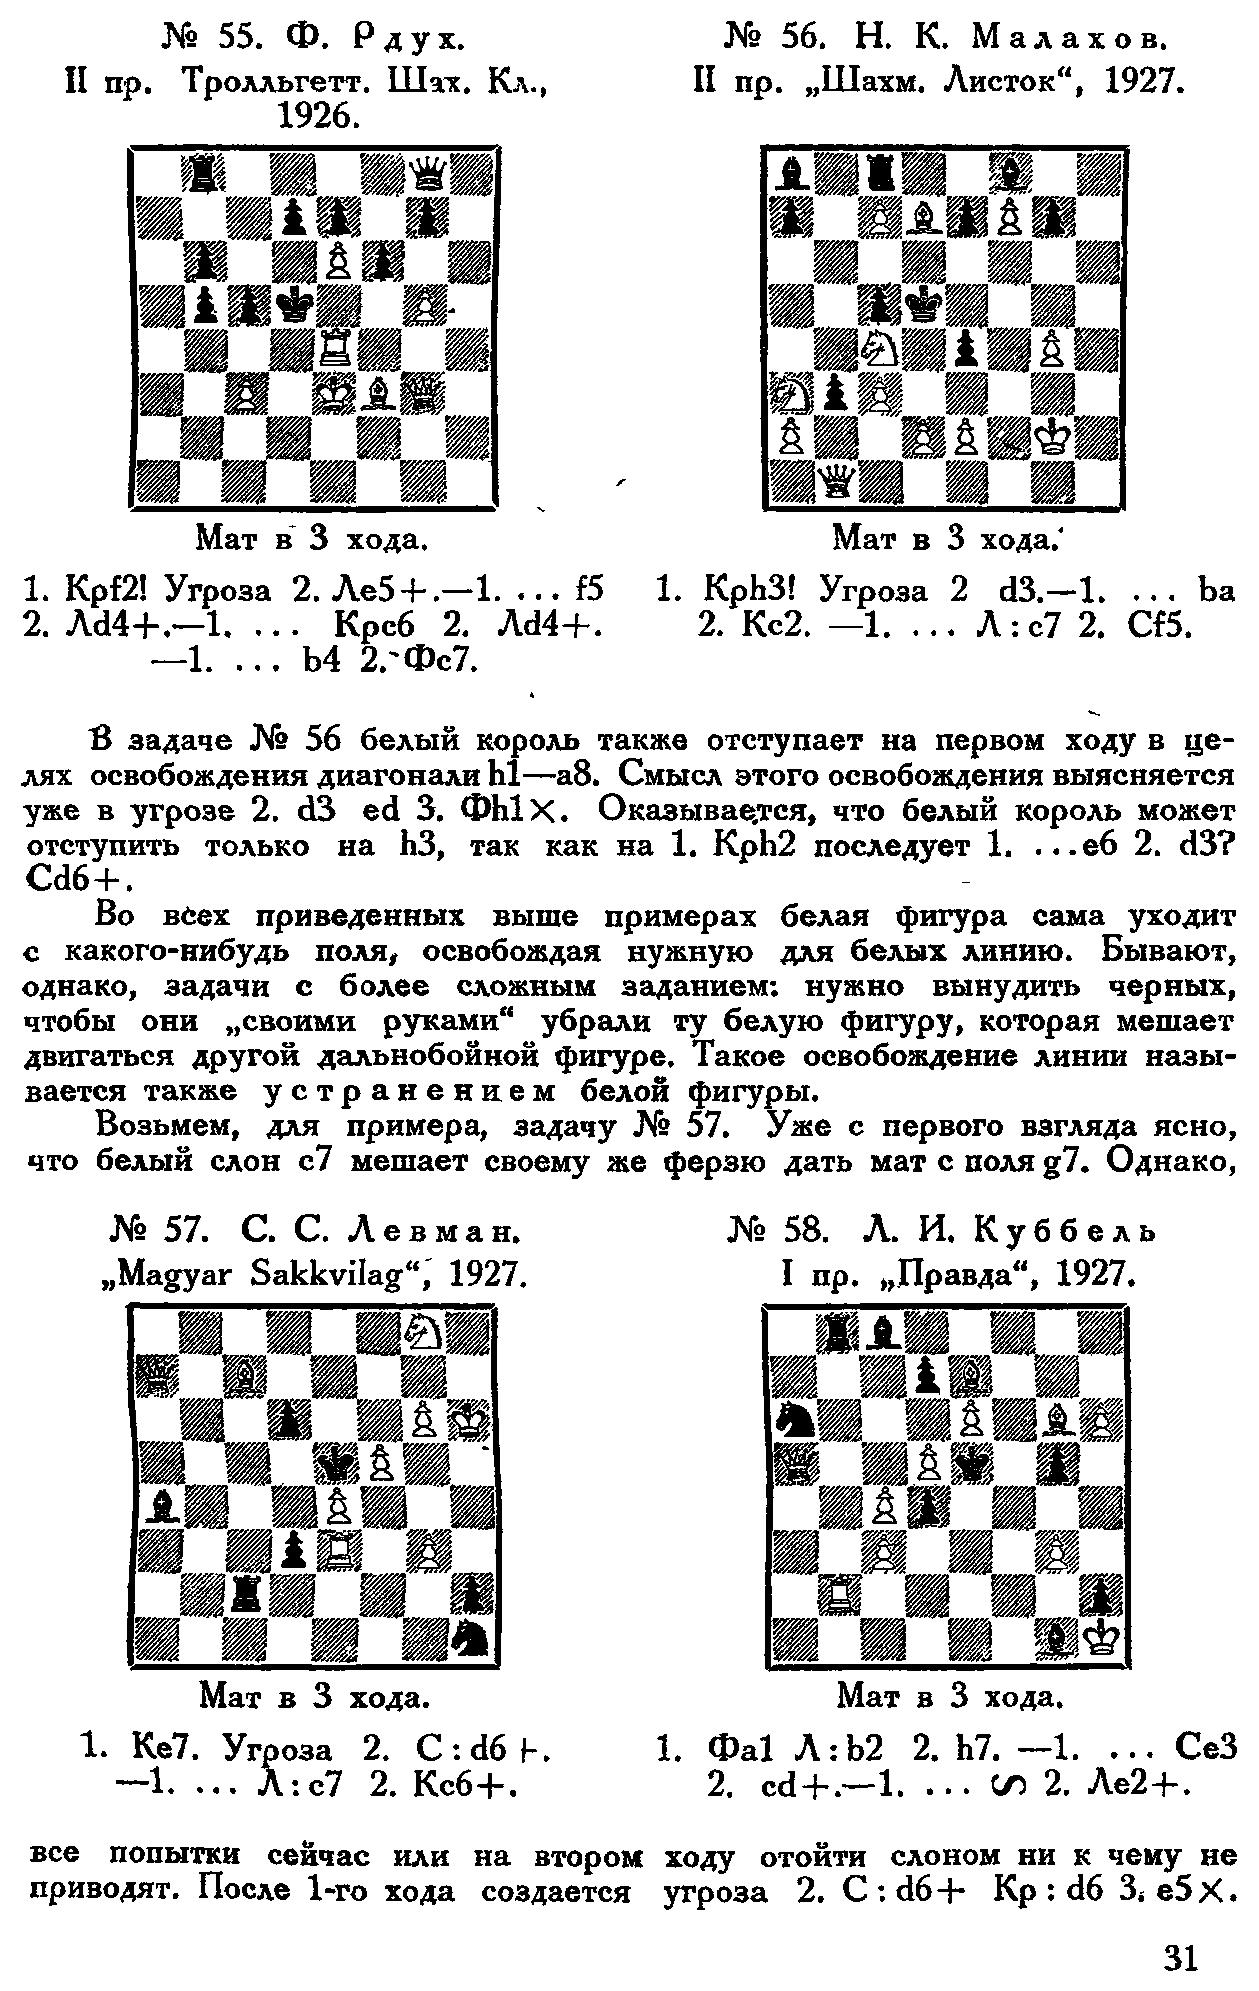 № 55. Ф. Рдух.
II пр. Тролльгетт. Шах. Кл.,
1926.
Мат в 3 хода.
1. Крf2! Угроза 2. Ле5+.—1. ... f5
2. Лd4+.—1. ... Крс6 2. Лd4+.
—1. ... b4 2. Фс7.
№ 56. Н. К. Малахов.
II пр. „Шахм. Листок“, 1927.
Мат в 3 хода.
1. Крh3! Угроза 2 d3.—1. ... ba
2. Кс2. —1. ... Л : с7 2. Сf5.
В задаче № 56 белый король также отступает на первом ходу в це-
лях освобождения диагонали h1—a8. Смысл этого освобождения выясняется
уже в угрозе 2. d3 ed 3. Фh1×. Оказывается, что белый король может
отступить только на h3, так как на 1. Крh2 последует 1. ...e6 2. d3?
Cd6+.
Во всех приведенных выше примерах белая фигура сама уходит
с какого-нибудь поля, освобождая нужную для белых линию. Бывают,
однако, задачи с более сложным заданием: нужно вынудить черных,
чтобы они „своими руками“ убрали ту белую фигуру, которая мешает
двигаться другой дальнобойной фигуре. Такое освобождение линии назы-
вается также устранением белой фигуры.
Возьмем, для примера, задачу № 57. Уже с первого взгляда ясно,
что белый слон с7 мешает своему же ферзю дать мат с поля g7. Однако,
№ 57. С. С. Левман.
„Magyar Sakkvilag“, 1927.
Мат в 3 хода.
1. Ке7. Угроза 2. С : d6+.
—1. ... Л : с7 2. Кс6+.
№ 58. Л. И. Куббель
I пр. „Правда“, 1927.
Мат в 3 хода.
1. Фа1 Л : b2 2. h7. —1. ... Се3
2. cd+.—1. ... ∽ 2. Ле2+.
все попытки сейчас или на втором ходу отойти слоном ни к чему не
приводят. После 1-го хода создается угроза 2. С : d6+ Кр : d6 3. e5×.
31